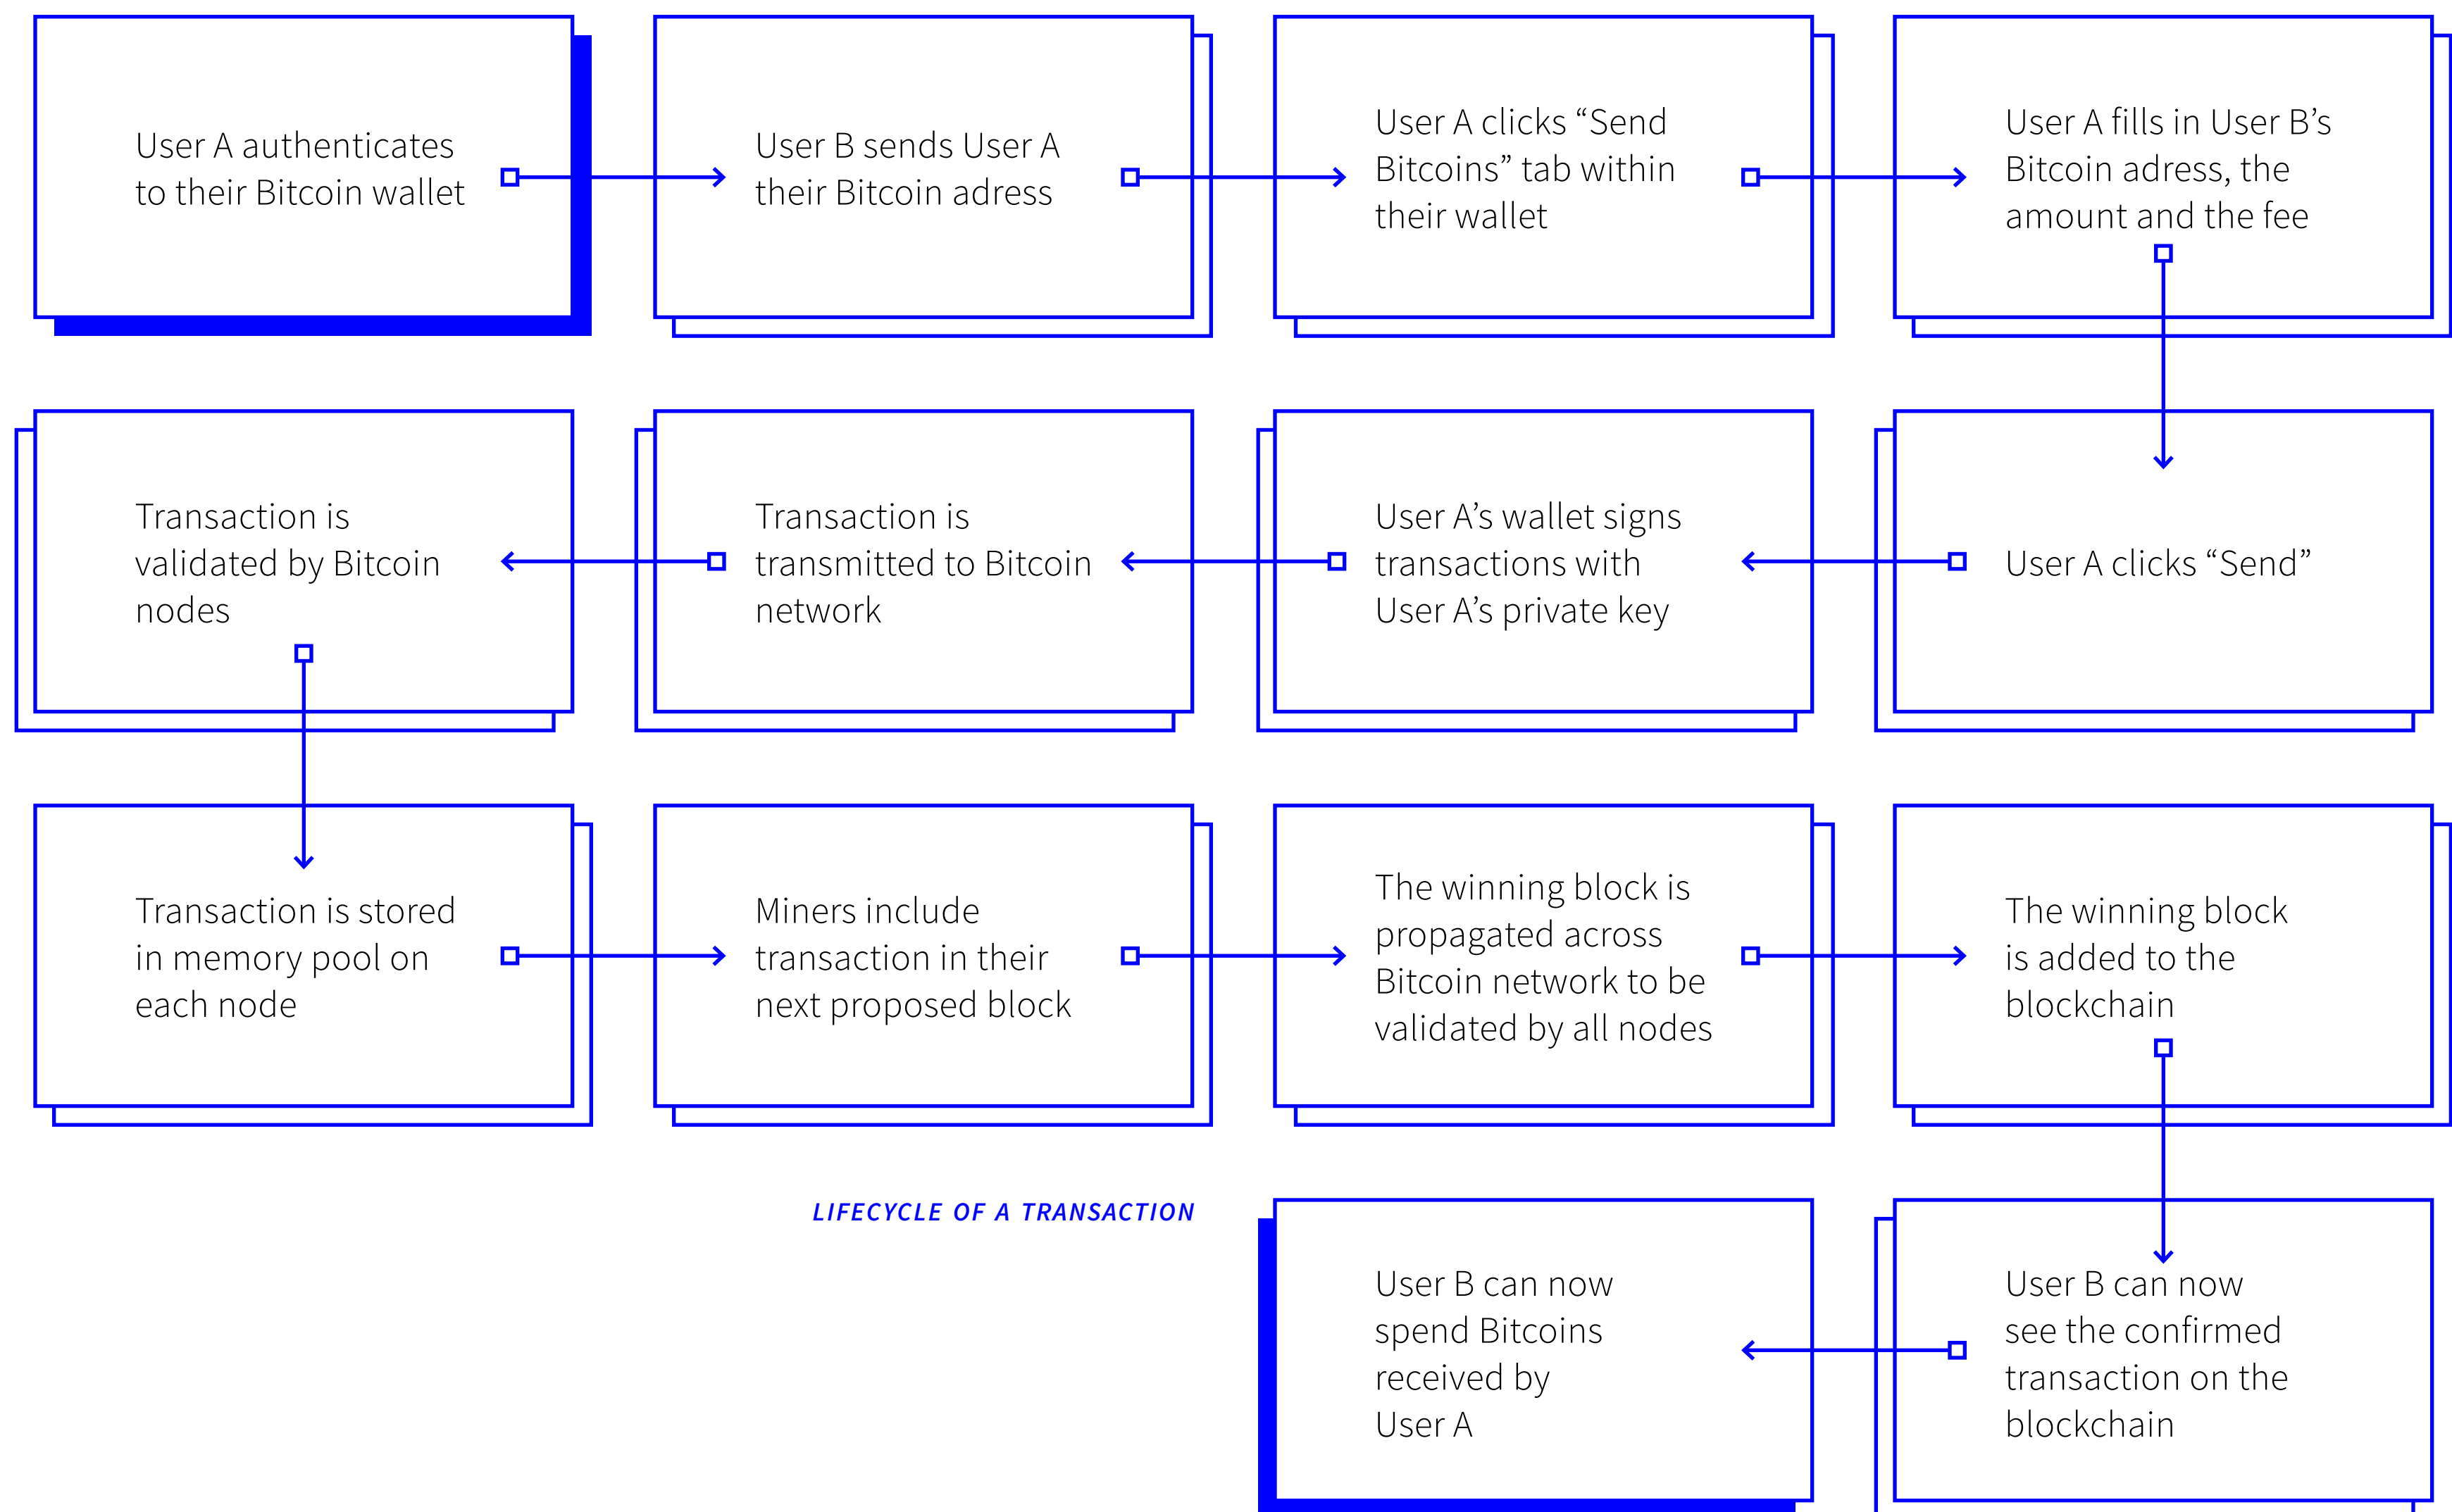 User A authenticates
to their Bitcoin wallet
User B sends User A
their Bitcoin adress
User A clicks “Send
Bitcoins” tab within
their wallet
User A fills in User B’s
Bitcoin adress, the
amount and the fee
User A clicks “Send”
User A’s wallet signs
transactions with
User A’s private key
Transaction is
transmitted to Bitcoin
network
Transaction is
validated by Bitcoin
nodes
Transaction is stored
in memory pool on
each node
Miners include
transaction in their
next proposed block
The winning block is
propagated across
Bitcoin network to be
validated by all nodes
The winning block
is added to the
blockchain
User B can now
see the confirmed
transaction on the
blockchain
User B can now
spend Bitcoins
received by
User A
LIFECYCLE OF A TRANSACTION